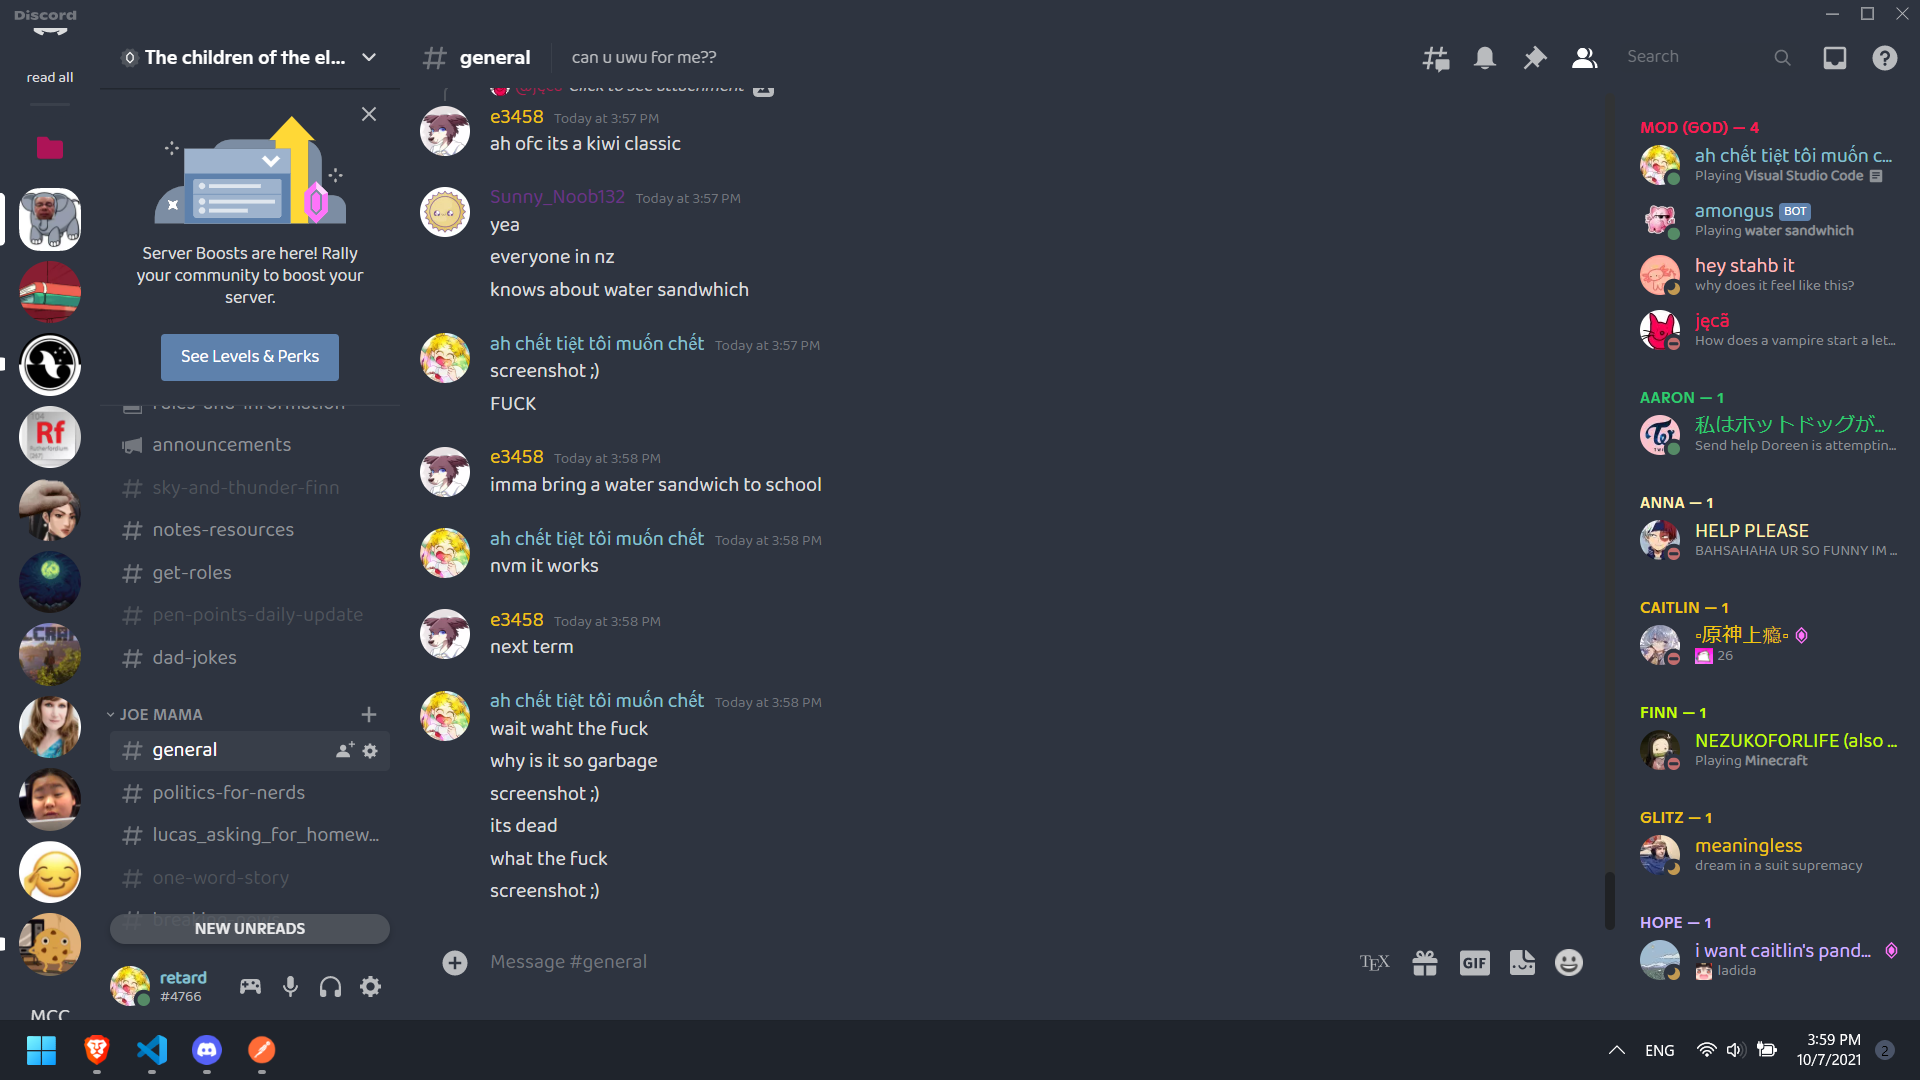 Discord
read all
MCC
The children of the el...
Server Boosts are here! Rally
your community to boost your
server.
See Levels & Perks
rules-and-information
announcements
sky-and-thunder-finn
notes-resources
get-roles
pen-points-daily-update
dad-jokes
JOE MAMA
general
politics-for-nerds
lucas_asking_for_homew...
one-word-story
NEW UNREADS
retard
#4766
general
can u uwu for me??
Search
@jęcã Click to see attachment
e3458 Today at 3:57 PM
ah ofc its a kiwi classic
Sunny_Noob132 Today at 3:57 PM
yea
everyone in nz
knows about water sandwhich
ah chết tiệt tôi muốn chết Today at 3:57 PM
screenshot ;)
FUCK
e3458 Today at 3:58 PM
imma bring a water sandwich to school
ah chết tiệt tôi muốn chết Today at 3:58 PM
nvm it works
e3458 Today at 3:58 PM
next term
ah chết tiệt tôi muốn chết Today at 3:58 PM
wait waht the fuck
why is it so garbage
screenshot ;)
its dead
what the fuck
screenshot ;)
Message #general
TEX
GIF
MOD (GOD) — 4
ah chết tiệt tôi muốn c...
Playing Visual Studio Code
amongus BOT
Playing water sandwhich
hey stahb it
why does it feel like this?
jęcã
How does a vampire start a let...
AARON — 1
私はホットドッグが...
Send help Doreen is attemptin...
ANNA — 1
HELP PLEASE
BAHSAHAHA UR SO FUNNY IM ...
CAITLIN — 1
▫原神上瘾▫
26
FINN — 1
NEZUKOFORLIFE (also ...
Playing Minecraft
GLITZ — 1
meaningless
dream in a suit supremacy
HOPE — 1
i want caitlin's pand...
ladida
Rf
ENG
3:59 PM
10/7/2021
2